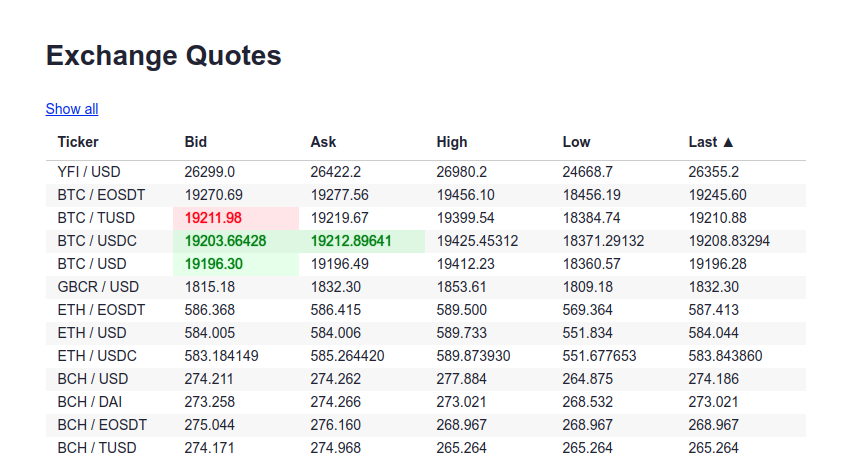 Exchange Quotes
Show all
Ticker Bid Ask High Low Last ▲
YFI / USD 26299.0 26422.2 26980.2 24668.7 26355.2
BTC / EOSDT 19270.69 19277.56 19456.10 18456.19 19245.60
BTC / TUSD 19211.98 19219.67 19399.54 18384.74 19210.88
BTC / USDC 19203.66428 19212.89641 19425.45312 18371.29132 19208.83294
BTC / USD 19196.30 19196.49 19412.23 18360.57 19196.28
GBCR / USD 1815.18 1832.30 1853.61 1809.18 1832.30
ETH / EOSDT 586.368 586.415 589.500 569.364 587.413
ETH / USD 584.005 584.006 589.733 551.834 584.044
ETH / USDC 583.184149 585.264420 589.873930 551.677653 583.843860
BCH / USD 274.211 274.262 277.884 264.875 274.186
BCH / DAI 273.258 274.266 273.021 268.532 273.021
BCH / EOSDT 275.044 276.160 268.967 268.967 268.967
BCH / TUSD 274.171 274.968 265.264 265.264 265.264